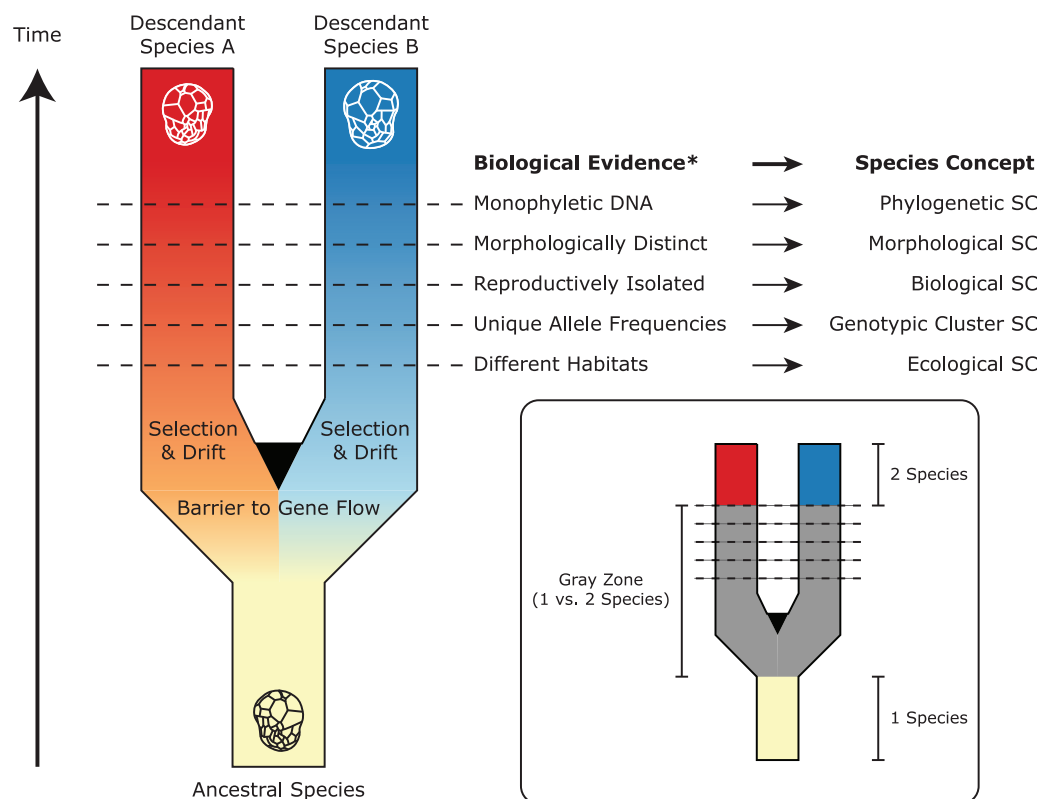 Time
Descendant
Species A
Descendant
Species B
Biological Evidence* Species Concept
Monophyletic DNA Phylogenetic SC
Morphologically Distinct Morphological SC
Reproductively Isolated Biological SC
Unique Allele Frequencies Genotypic Cluster SC
Different Habitats Ecological SC
Selection
& Drift
Selection
& Drift
Barrier to Gene Flow
Ancestral Species
2 Species
Gray Zone
(1 vs. 2 Species)
1 Species